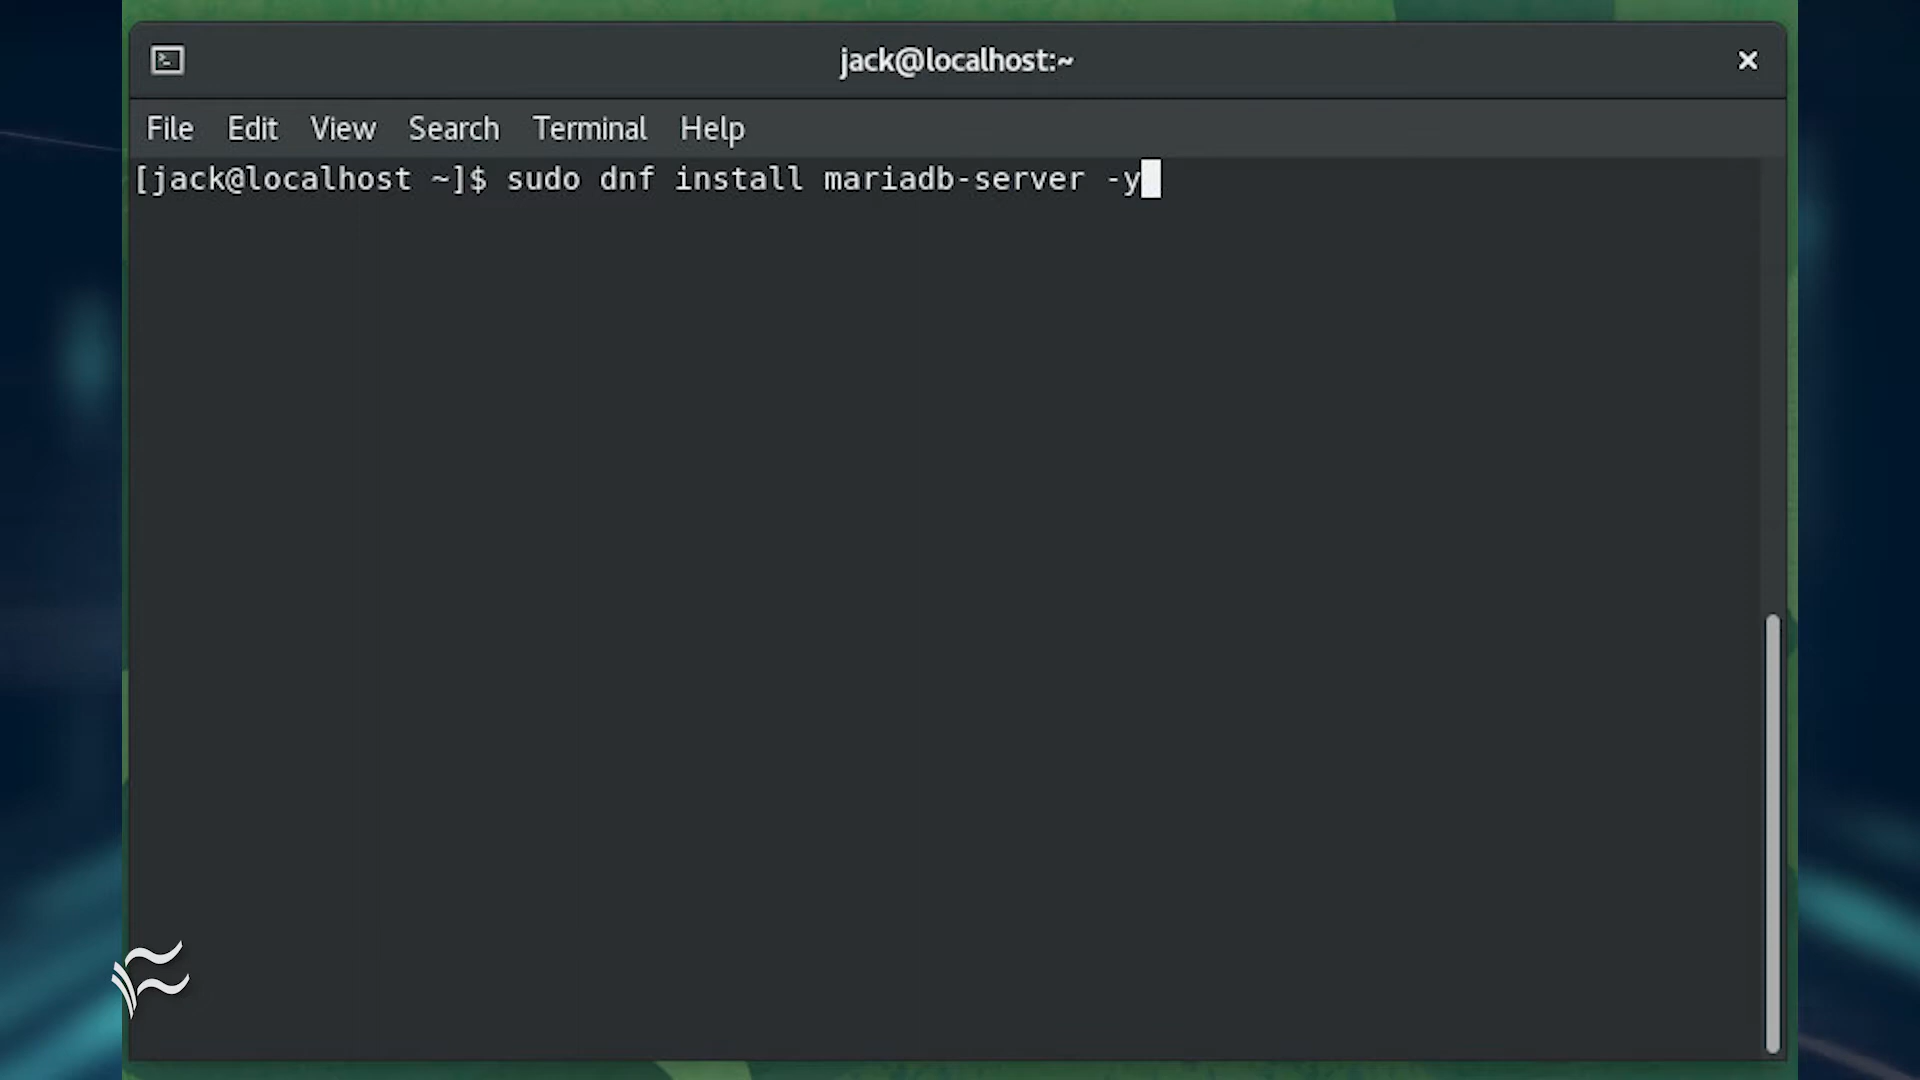 jack@localhost:~
File Edit View Search Terminal Help
[jack@localhost ~]$ sudo dnf install mariadb-server -y